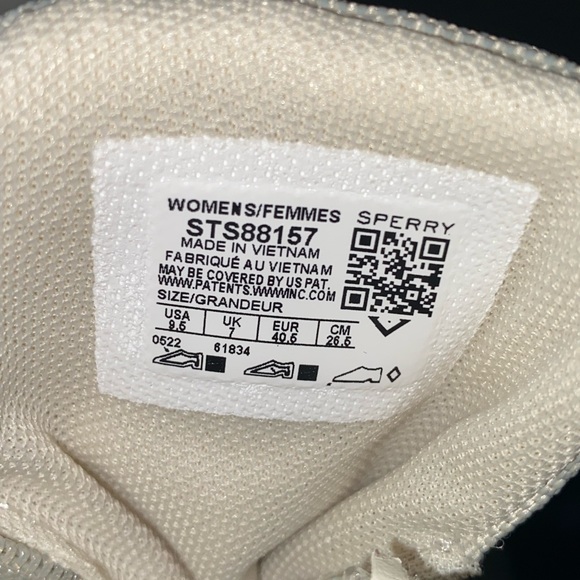 WOMENS/FEMMES SPERRY
STS88157
MADE IN VIETNAM
FABRIQUÉ AU VIETNAM
MAY BE COVERED BY US PAT.
WWW.PATENTS.WWWINC.COM
SIZE/GRANDEUR
USA UK EUR CM
9.5 7 40.5 26.5
0522 61834